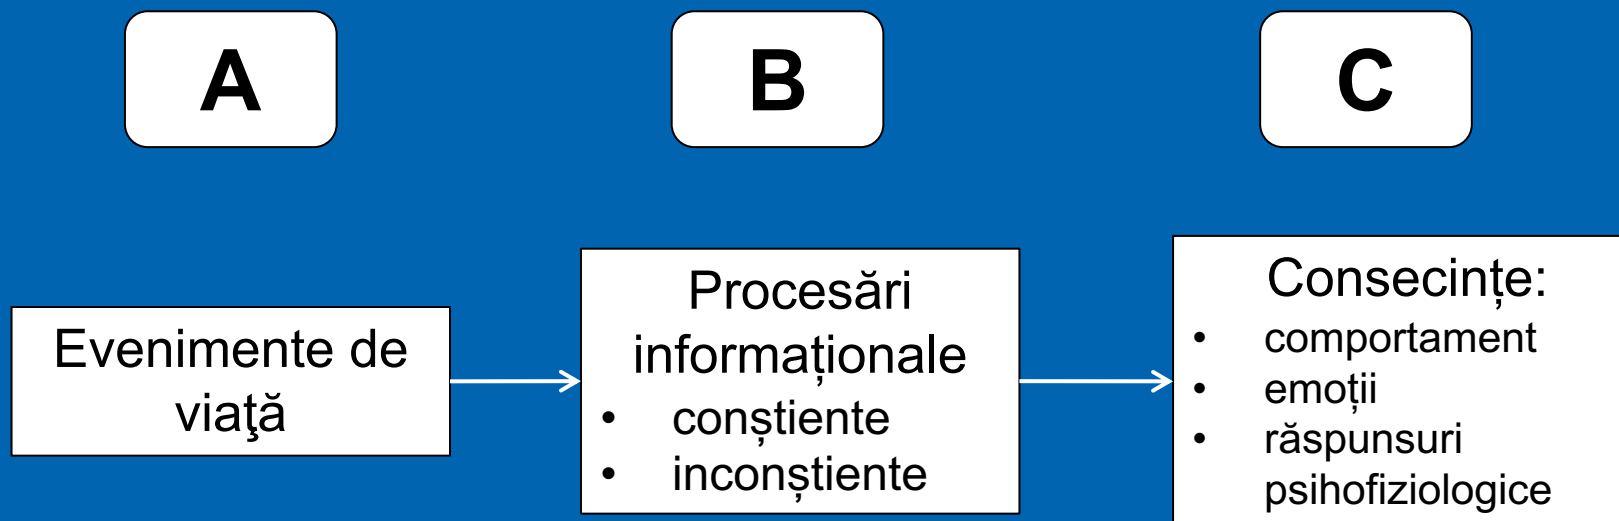 A
B
C
Evenimente de
viaţă
Procesări
informaționale
• conștiente
• inconștiente
Consecințe:
• comportament
• emoții
• răspunsuri
psihofiziologice